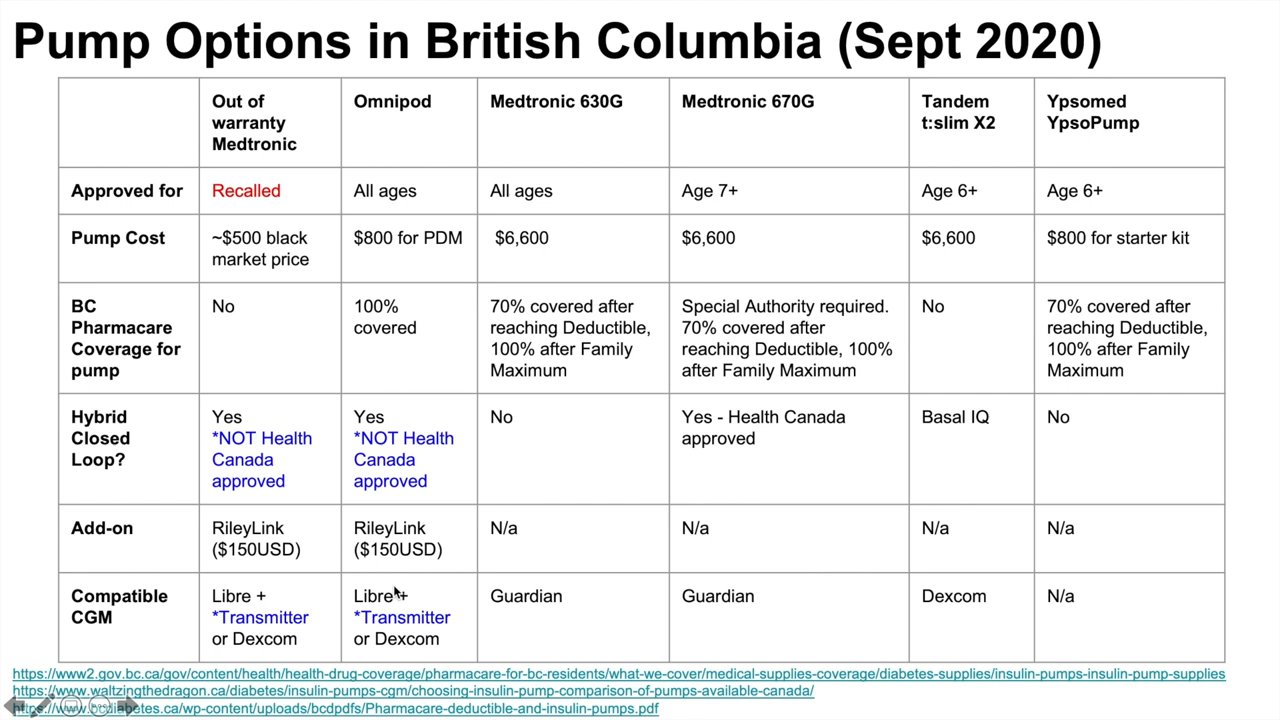 Pump Options in British Columbia (Sept 2020)
Out of
warranty
Medtronic
Omnipod
Medtronic 630G
Medtronic 670G
Tandem
t:slim X2
Ypsomed
YpsoPump
Approved for
Recalled
All ages
All ages
Age 7+
Age 6+
Age 6+
Pump Cost
~$500 black
market price
$800 for PDM
$6,600
$6,600
$6,600
$800 for starter kit
BC
Pharmacare
Coverage for
pump
No
100%
covered
70% covered after
reaching Deductible,
100% after Family
Maximum
Special Authority required.
70% covered after
reaching Deductible, 100%
after Family Maximum
No
70% covered after
reaching Deductible,
100% after Family
Maximum
Hybrid
Closed
Loop?
Yes
*NOT Health
Canada
approved
Yes
*NOT Health
Canada
approved
No
Yes - Health Canada
approved
Basal IQ
No
Add-on
RileyLink
($150USD)
RileyLink
($150USD)
N/a
N/a
N/a
N/a
Compatible
CGM
Libre +
*Transmitter
or Dexcom
Libre +
*Transmitter
or Dexcom
Guardian
Guardian
Dexcom
N/a
https://www2.gov.bc.ca/gov/content/health/health-drug-coverage/pharmacare-for-bc-residents/what-we-cover/medical-supplies-coverage/diabetes-supplies/insulin-pumps-insulin-pump-supplies
https://www.waltzingthedragon.ca/diabetes/insulin-pumps-cgm/choosing-insulin-pump-comparison-of-pumps-available-canada/
https://www.bcdiabetes.ca/wp-content/uploads/bcdpdfs/Pharmacare-deductible-and-insulin-pumps.pdf